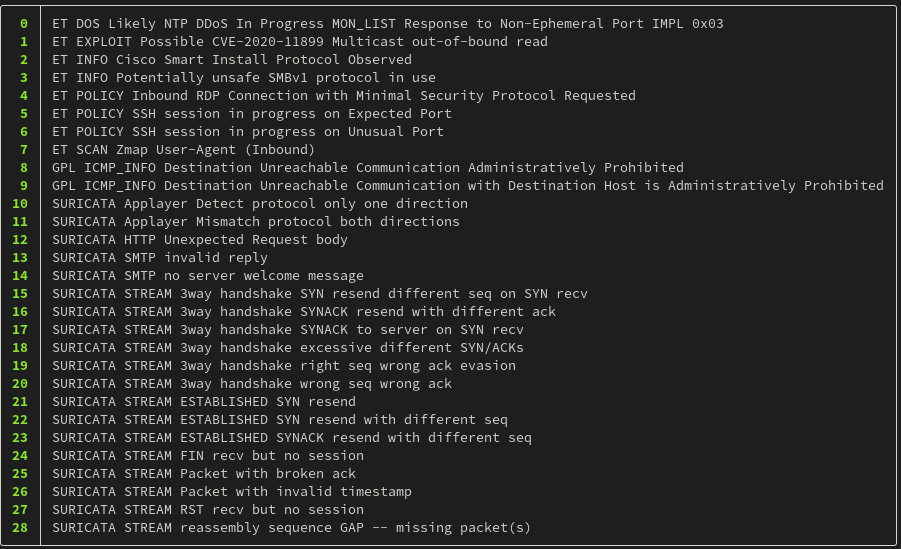 0 ET DOS Likely NTP DDoS In Progress MON_LIST Response to Non-Ephemeral Port IMPL 0x03
1 ET EXPLOIT Possible CVE-2020-11899 Multicast out-of-bound read
2 ET INFO Cisco Smart Install Protocol Observed
3 ET INFO Potentially unsafe SMBv1 protocol in use
4 ET POLICY Inbound RDP Connection with Minimal Security Protocol Requested
5 ET POLICY SSH session in progress on Expected Port
6 ET POLICY SSH session in progress on Unusual Port
7 ET SCAN Zmap User-Agent (Inbound)
8 GPL ICMP_INFO Destination Unreachable Communication Administratively Prohibited
9 GPL ICMP_INFO Destination Unreachable Communication with Destination Host is Administratively Prohibited
10 SURICATA Applayer Detect protocol only one direction
11 SURICATA Applayer Mismatch protocol both directions
12 SURICATA HTTP Unexpected Request body
13 SURICATA SMTP invalid reply
14 SURICATA SMTP no server welcome message
15 SURICATA STREAM 3way handshake SYN resend different seq on SYN recv
16 SURICATA STREAM 3way handshake SYNACK resend with different ack
17 SURICATA STREAM 3way handshake SYNACK to server on SYN recv
18 SURICATA STREAM 3way handshake excessive different SYN/ACKs
19 SURICATA STREAM 3way handshake right seq wrong ack evasion
20 SURICATA STREAM 3way handshake wrong seq wrong ack
21 SURICATA STREAM ESTABLISHED SYN resend
22 SURICATA STREAM ESTABLISHED SYN resend with different seq
23 SURICATA STREAM ESTABLISHED SYNACK resend with different seq
24 SURICATA STREAM FIN recv but no session
25 SURICATA STREAM Packet with broken ack
26 SURICATA STREAM Packet with invalid timestamp
27 SURICATA STREAM RST recv but no session
28 SURICATA STREAM reassembly sequence GAP -- missing packet(s)